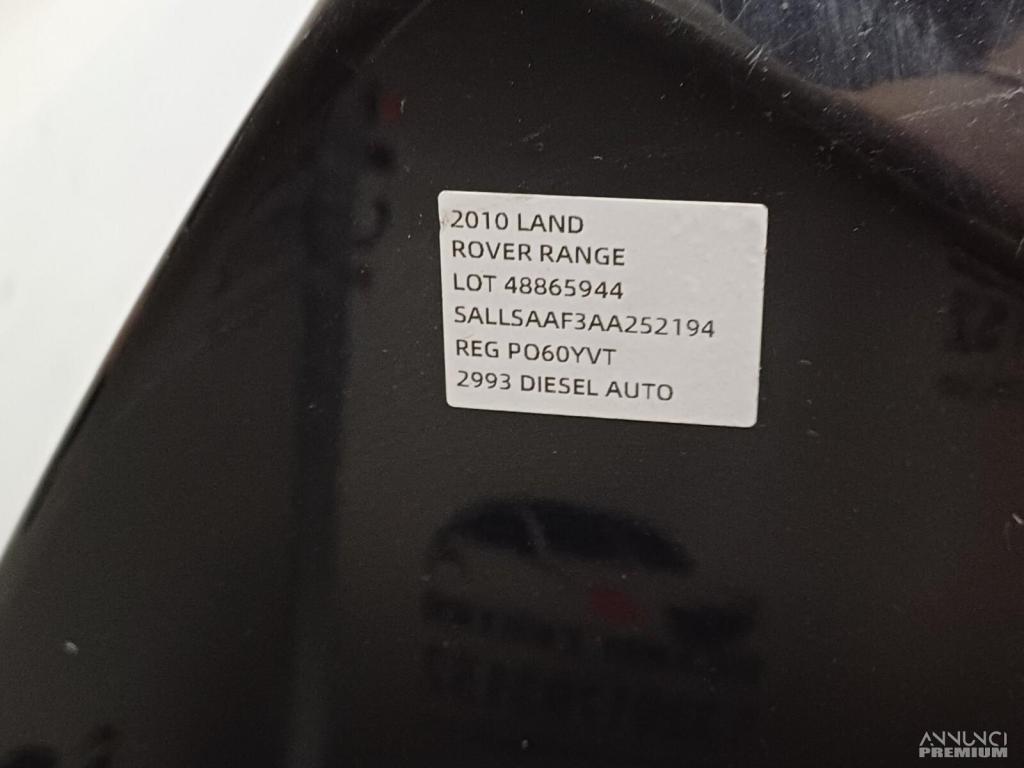 2010 LAND
ROVER RANGE
LOT 48865944
SALLSAAF3AA252194
REG PO60YVT
2993 DIESEL AUTO
ANNUNCI
PREMIUM